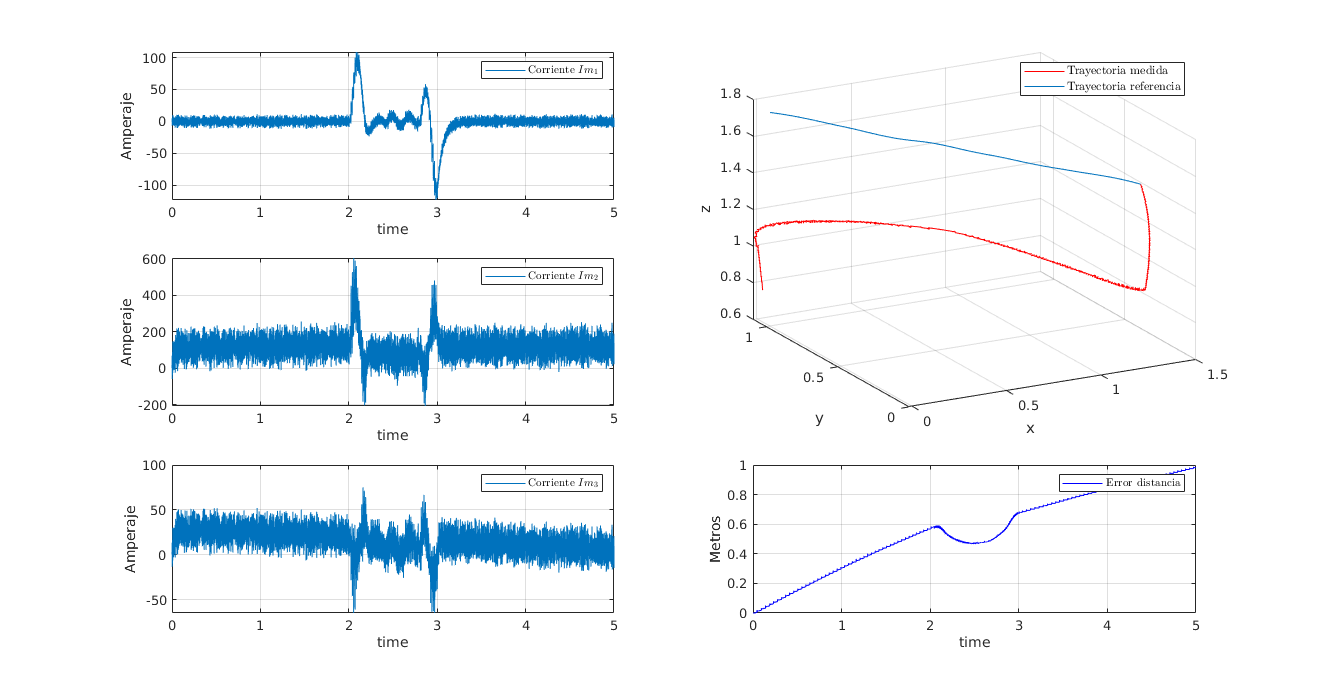 100
50
0
-50
-100
Amperaje
0 1 2 3 4 5
time
Corriente Im1
600
400
200
0
-200
Amperaje
0 1 2 3 4 5
time
Corriente Im2
100
50
0
-50
Amperaje
0 1 2 3 4 5
time
Corriente Im3
Trayectoria medida
Trayectoria referencia
1.8
1.6
1.4
1.2
1
0.8
0.6
z
1
0.5
0
y
0
0.5
1
1.5
x
1
0.8
0.6
0.4
0.2
0
Metros
0 1 2 3 4 5
time
Error distancia